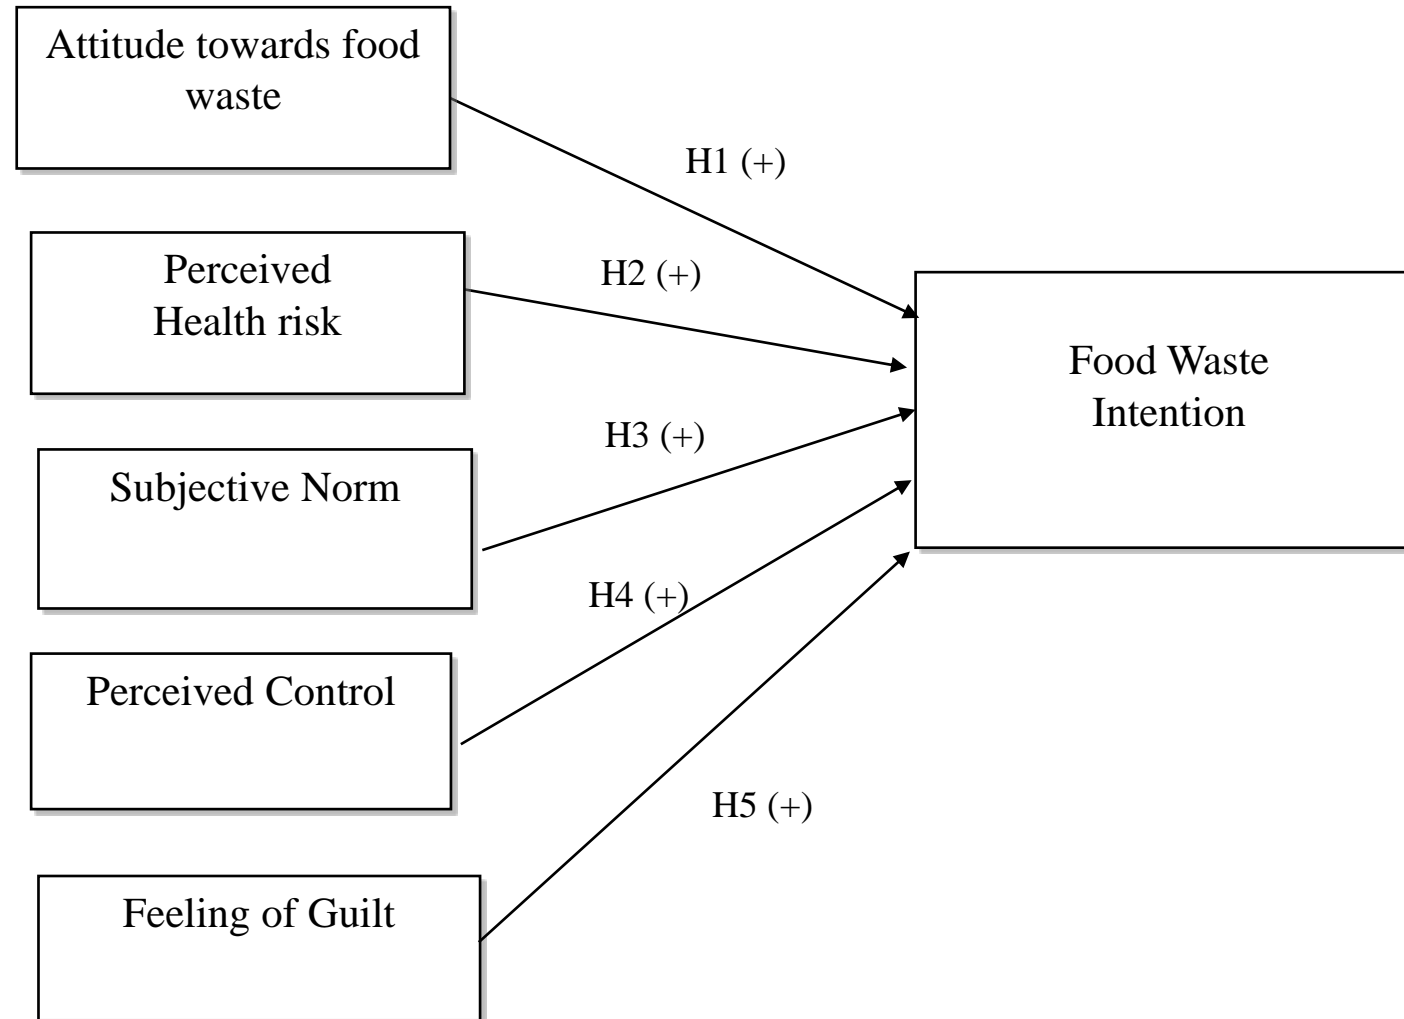 Attitude towards food
waste
H1 (+)
Perceived
Health risk
H2 (+)
Food Waste
Intention
Subjective Norm
H3 (+)
Perceived Control
H4 (+)
Feeling of Guilt
H5 (+)